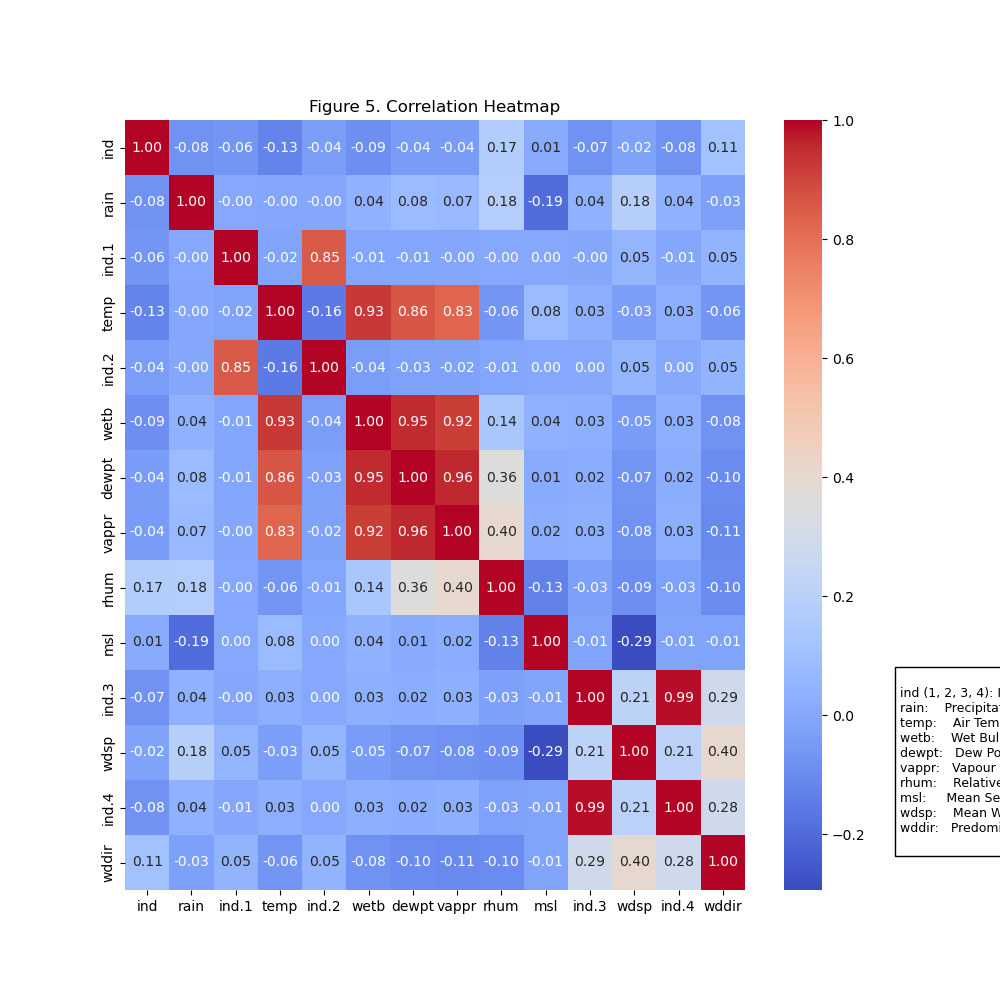 Figure 5. Correlation Heatmap
ind 1.00 -0.08 -0.06 -0.13 -0.04 -0.09 -0.04 -0.04 0.17 0.01 -0.07 -0.02 -0.08 0.11
rain -0.08 1.00 -0.00 -0.00 -0.00 0.04 0.08 0.07 0.18 -0.19 0.04 0.18 0.04 -0.03
ind.1 -0.06 -0.00 1.00 -0.02 0.85 -0.01 -0.01 -0.00 -0.00 0.00 -0.00 0.05 -0.01 0.05
temp -0.13 -0.00 -0.02 1.00 -0.16 0.93 0.86 0.83 -0.06 0.08 0.03 -0.03 0.03 -0.06
ind.2 -0.04 -0.00 0.85 -0.16 1.00 -0.04 -0.03 -0.02 -0.01 0.00 0.00 0.05 0.00 0.05
wetb -0.09 0.04 -0.01 0.93 -0.04 1.00 0.95 0.92 0.14 0.04 0.03 -0.05 0.03 -0.08
dewpt -0.04 0.08 -0.01 0.86 -0.03 0.95 1.00 0.96 0.36 0.01 0.02 -0.07 0.02 -0.10
vappr -0.04 0.07 -0.00 0.83 -0.02 0.92 0.96 1.00 0.40 0.02 0.03 -0.08 0.03 -0.11
rhum 0.17 0.18 -0.00 -0.06 -0.01 0.14 0.36 0.40 1.00 -0.13 -0.03 -0.09 -0.03 -0.10
msl 0.01 -0.19 0.00 0.08 0.00 0.04 0.01 0.02 -0.13 1.00 -0.01 -0.29 -0.01 -0.01
ind.3 -0.07 0.04 -0.00 0.03 0.00 0.03 0.02 0.03 -0.03 -0.01 1.00 0.21 0.99 0.29
wdsp -0.02 0.18 0.05 -0.03 0.05 -0.05 -0.07 -0.08 -0.09 -0.29 0.21 1.00 0.21 0.40
ind.4 -0.08 0.04 -0.01 0.03 0.00 0.03 0.02 0.03 -0.03 -0.01 0.99 0.21 1.00 0.28
wddir 0.11 -0.03 0.05 -0.06 0.05 -0.08 -0.10 -0.11 -0.10 -0.01 0.29 0.40 0.28 1.00
ind rain ind.1 temp ind.2 wetb dewpt vappr rhum msl ind.3 wdsp ind.4 wddir
1.0
0.8
0.6
0.4
0.2
0.0
−0.2
ind (1, 2, 3, 4):
rain: Precipita
temp: Air Tem
wetb: Wet Bul
dewpt: Dew Po
vappr: Vapour
rhum: Relative
msl: Mean Se
wdsp: Mean W
wddir: Predomi